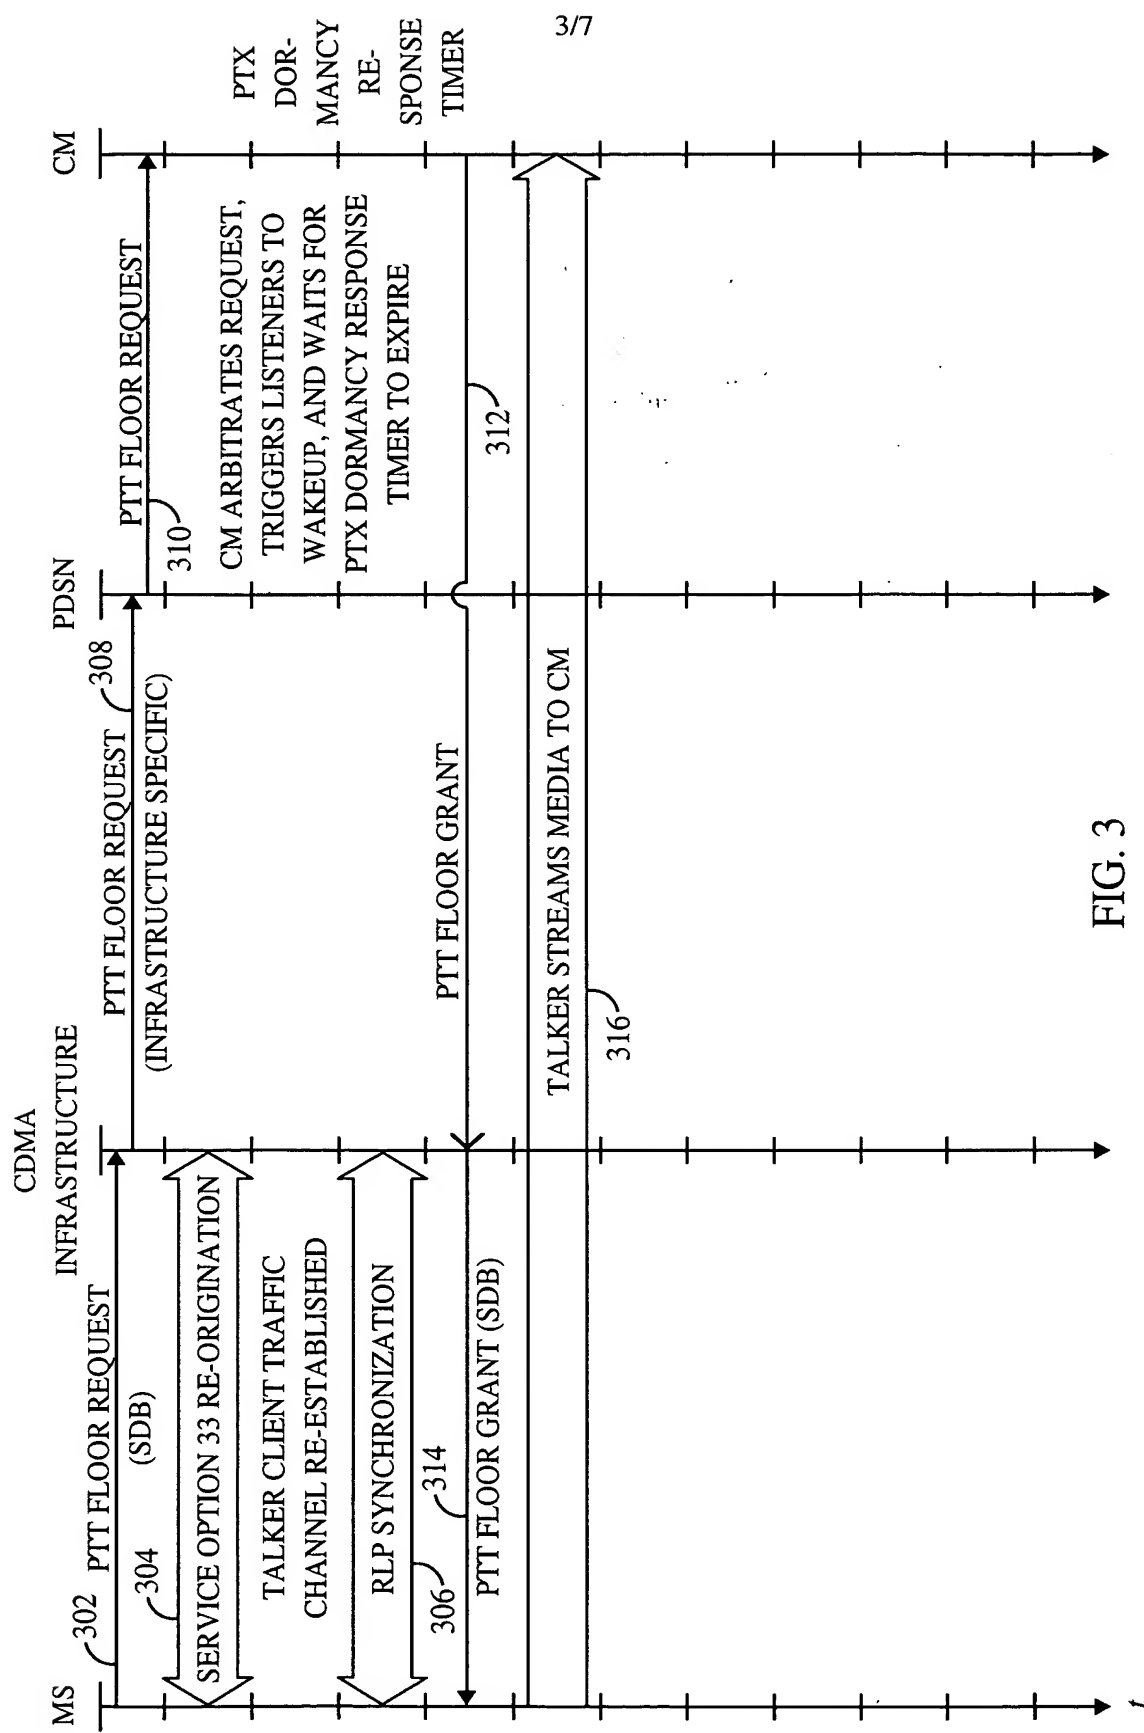 3/7
MS
CDMA
INFRASTRUCTURE
PDSN
CM
302
PTT FLOOR REQUEST
(SDB)
304
SERVICE OPTION 33 RE-ORIGINATION
TALKER CLIENT TRAFFIC
CHANNEL RE-ESTABLISHED
RLP SYNCHRONIZATION
306
314
PTT FLOOR GRANT (SDB)
PTT FLOOR REQUEST
308
(INFRASTRUCTURE SPECIFIC)
PTT FLOOR REQUEST
310
CM ARBITRATES REQUEST,
TRIGGERS LISTENERS TO
WAKEUP, AND WAITS FOR
PTX DORMANCY RESPONSE
TIMER TO EXPIRE
PTX
DOR-
MANCY
RE-
SPONSE
TIMER
PTT FLOOR GRANT
312
TALKER STREAMS MEDIA TO CM
316
t
FIG. 3